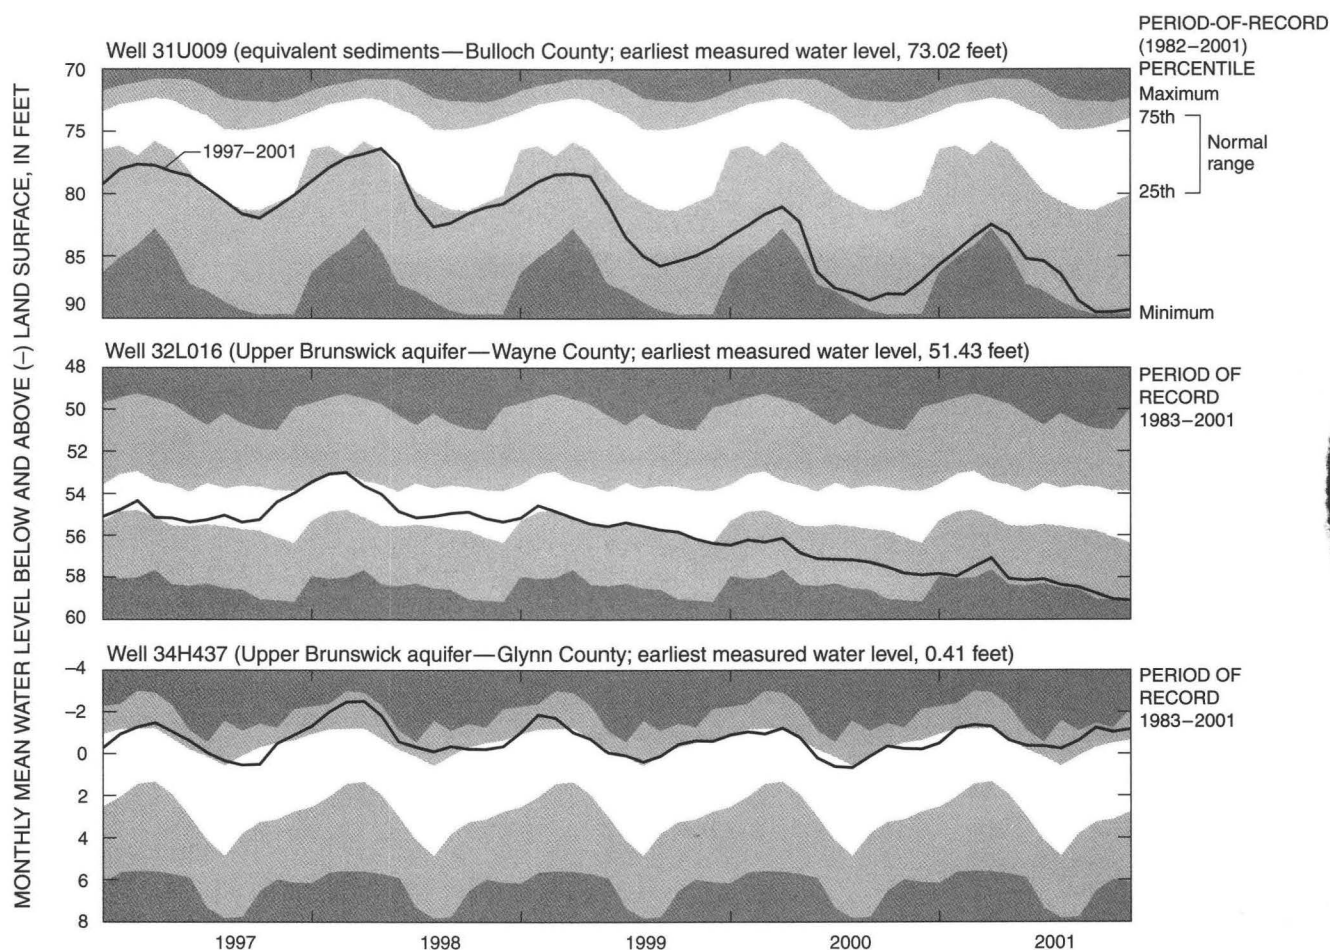 MONTHLY MEAN WATER LEVEL BELOW AND ABOVE (–) LAND SURFACE, IN FEET
Well 31U009 (equivalent sediments—Bulloch County; earliest measured water level, 73.02 feet)
70
75
80
85
90
1997–2001
PERIOD-OF-RECORD
(1982–2001)
PERCENTILE
Maximum
75th
Normal
range
25th
Minimum
Well 32L016 (Upper Brunswick aquifer—Wayne County; earliest measured water level, 51.43 feet)
48
50
52
54
56
58
60
PERIOD OF
RECORD
1983–2001
Well 34H437 (Upper Brunswick aquifer—Glynn County; earliest measured water level, 0.41 feet)
–4
–2
0
2
4
6
8
PERIOD OF
RECORD
1983–2001
1997
1998
1999
2000
2001